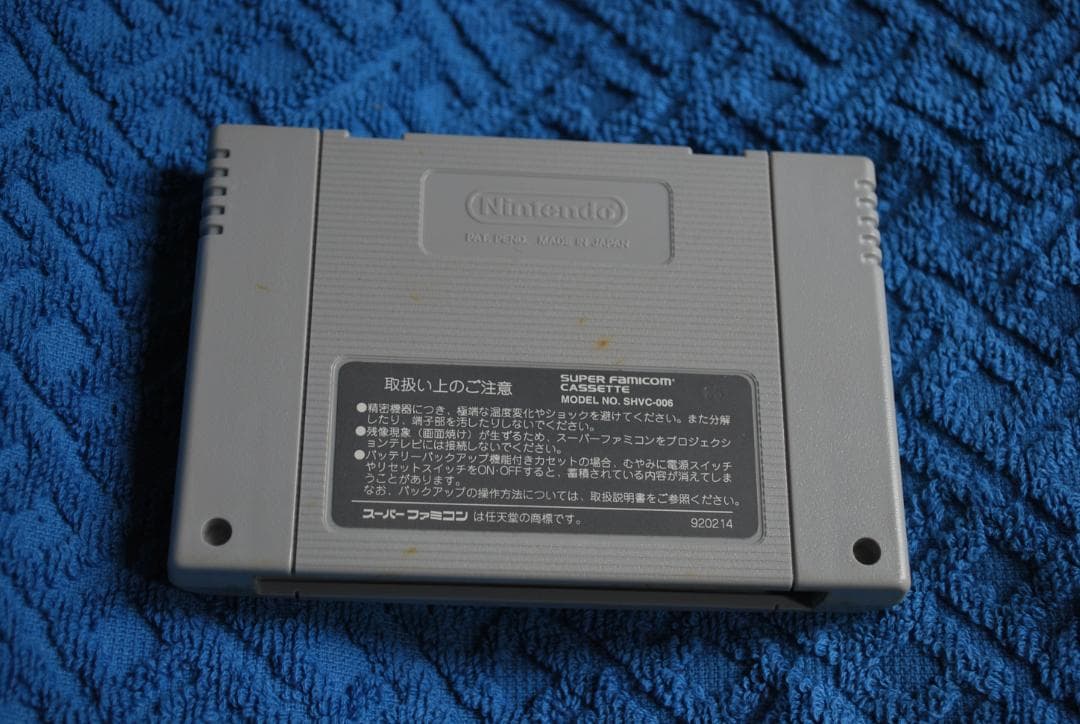 Nintendo
PAT. PEND. MADE IN JAPAN
取扱い上のご注意
SUPER FAMICOM
CASSETTE
MODEL NO. SHVC-006
●精密機器につき、極端な温度変化やショックを避けてください。また分解
したり、端子部を汚したりしないでください。
●残像現象（画面焼け）が生ずるため、スーパーファミコンをプロジェクシ
ョンテレビには接続しないでください。
●バッテリーバックアップ機能付きカセットの場合、むやみに電源スイッチ
やリセットスイッチをON·OFFすると、蓄積されている内容が消えてしま
うことがあります。
なお、バックアップの操作方法については、取扱説明書をご参照ください。
スーパーファミコン は任天堂の商標です。
920214